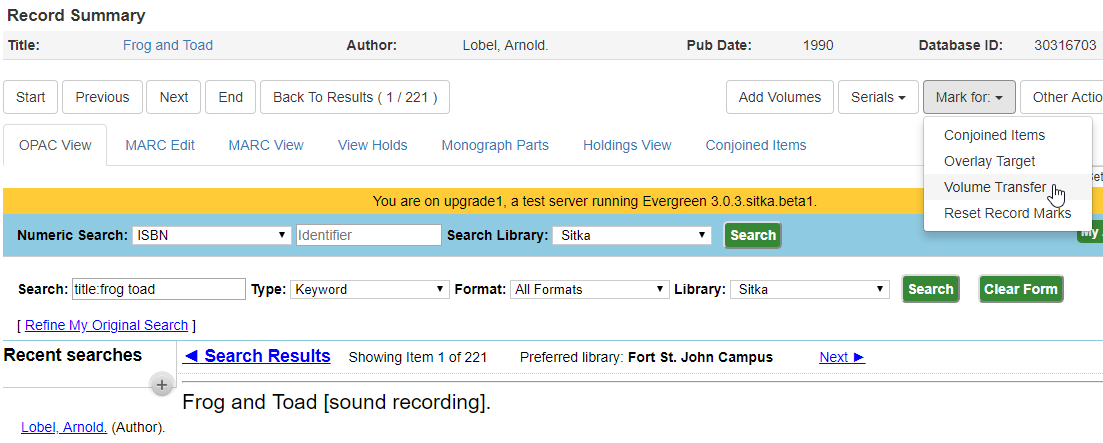 Record Summary
Title: Frog and Toad Author: Lobel, Arnold. Pub Date: 1990 Database ID: 30316703
Start Previous Next End Back To Results ( 1 / 221 ) Add Volumes Serials Mark for: Other Actio
Conjoined Items
Overlay Target
Volume Transfer
Reset Record Marks
OPAC View MARC Edit MARC View View Holds Monograph Parts Holdings View Conjoined Items
You are on upgrade1, a test server running Evergreen 3.0.3.sitka.beta1.
Numeric Search: ISBN Identifier Search Library: Sitka Search My
Search: title:frog toad Type: Keyword Format: All Formats Library: Sitka Search Clear Form
[ Refine My Original Search ]
Recent searches ◄ Search Results Showing Item 1 of 221 Preferred library: Fort St. John Campus Next ►
+
Frog and Toad [sound recording].
Lobel, Arnold. (Author).